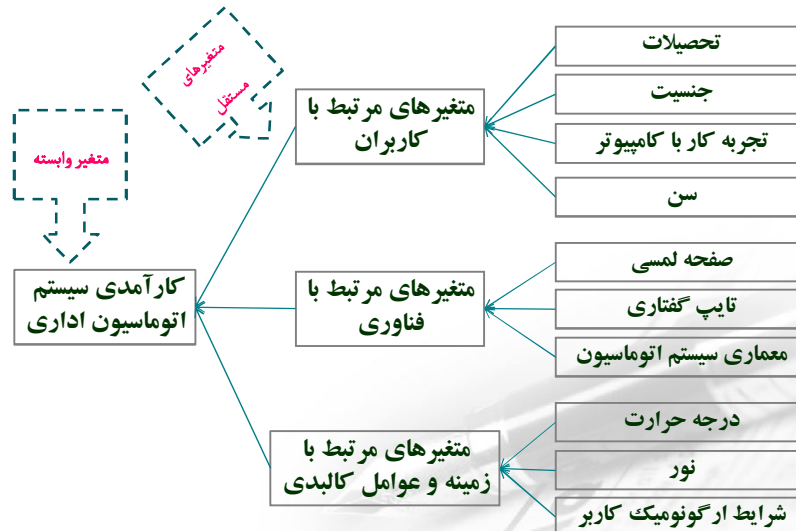 متغیرهای
مستقل
متغیر وابسته
کارآمدی سیستم
اتوماسیون اداری
متغیرهای مرتبط با
کاربران
تحصیلات
جنسیت
تجربه کار با کامپیوتر
سن
متغیرهای مرتبط با
فناوری
صفحه لمسی
تایپ گفتاری
معماری سیستم اتوماسیون
متغیرهای مرتبط با
زمینه و عوامل کالبدی
درجه حرارت
نور
شرایط ارگونومیک کاربر